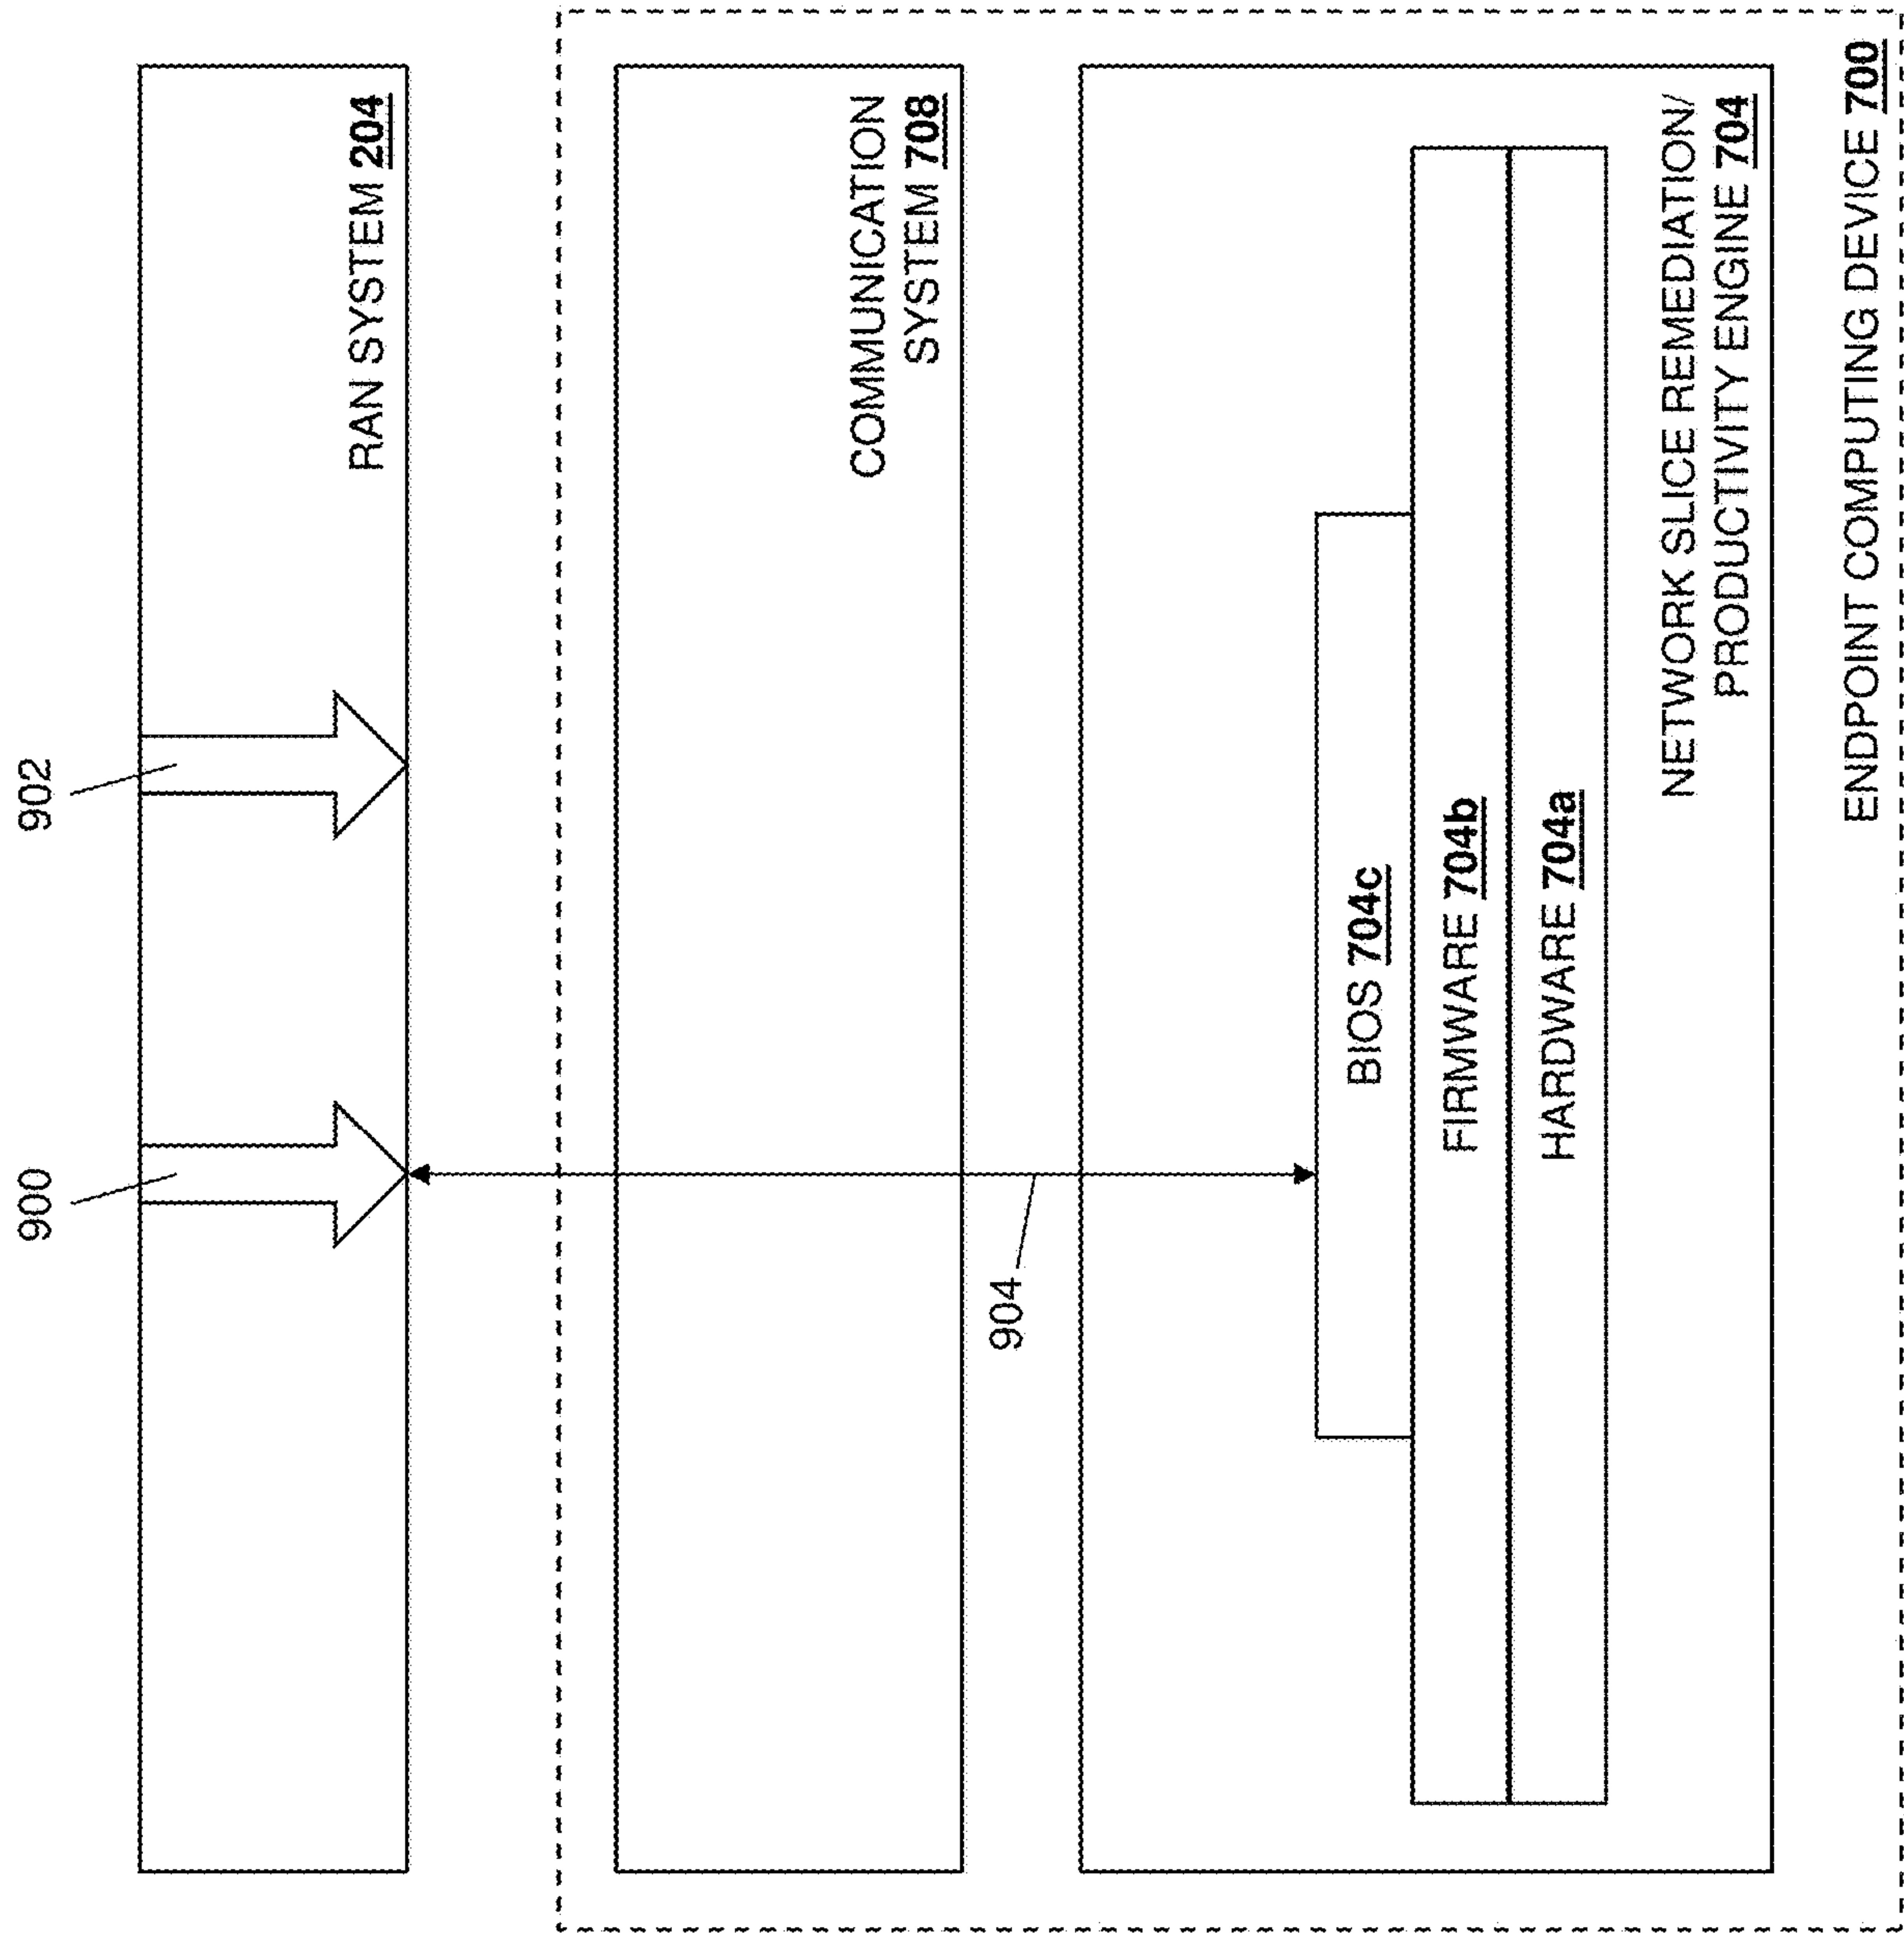 900
902
RAN SYSTEM 204
COMMUNICATION
SYSTEM 708
904
BIOS 704c
FIRMWARE 704b
HARDWARE 704a
NETWORK SLICE REMEDIATION/
PRODUCTIVITY ENGINE 704
ENDPOINT COMPUTING DEVICE 700